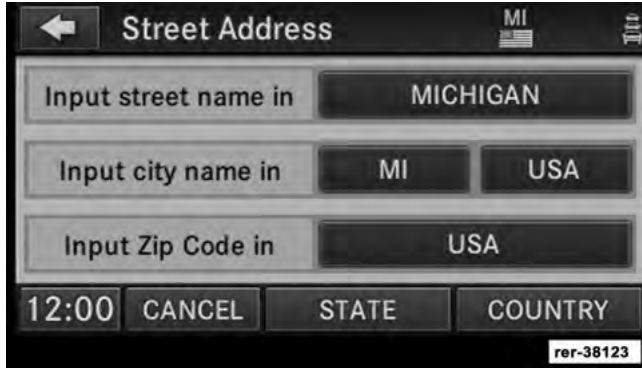 Street Address MI
Input street name in MICHIGAN
Input city name in MI USA
Input Zip Code in USA
12:00 CANCEL STATE COUNTRY
rer-38123